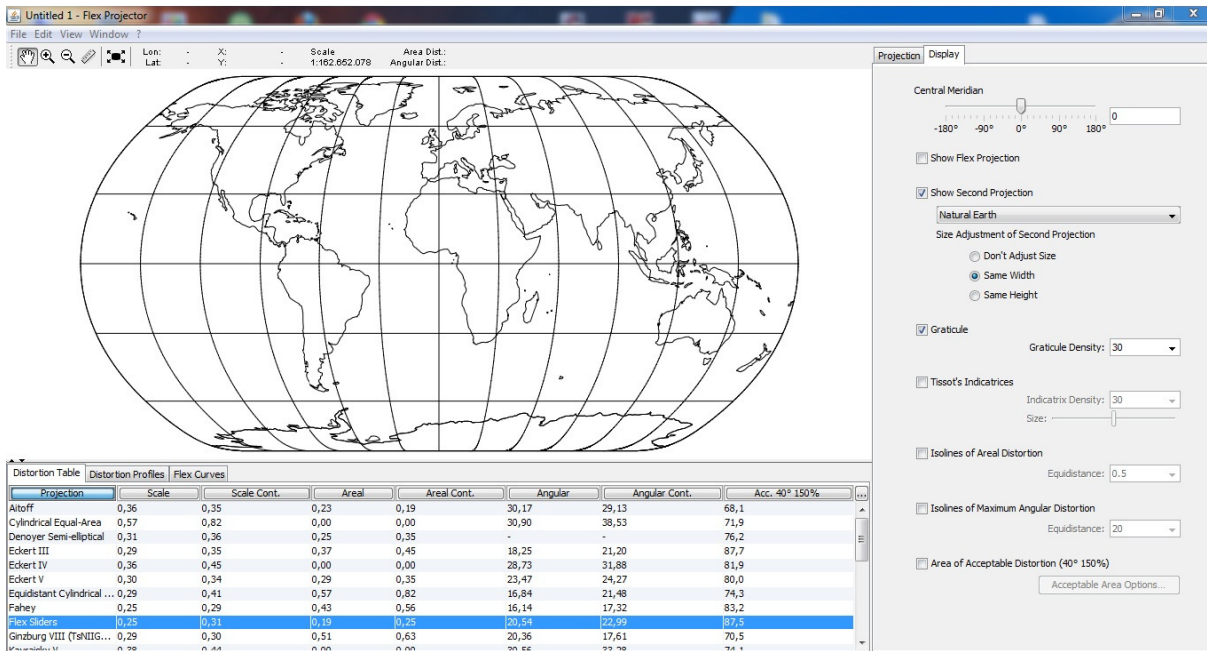 Untitled 1 - Flex Projector
File Edit View Window ?
Lon: - X: - Scale Area Dist.:
Lat: - Y: - 1:162.652.078 Angular Dist.:
Projection Display
Central Meridian
0
-180° -90° 0° 90° 180°
Show Flex Projection
Show Second Projection
Natural Earth
Size Adjustment of Second Projection
Don't Adjust Size
Same Width
Same Height
Graticule
Graticule Density: 30
Tissot's Indicatrices
Indicatrix Density: 30
Size:
Isolines of Areal Distortion
Equidistance: 0.5
Isolines of Maximum Angular Distortion
Equidistance: 20
Area of Acceptable Distortion (40° 150%)
Acceptable Area Options...
Distortion Table Distortion Profiles Flex Curves
Projection Scale Scale Cont. Areal Areal Cont. Angular Angular Cont. Acc. 40° 150% ...
Aitoff 0,36 0,35 0,23 0,19 30,17 29,13 68,1
Cylindrical Equal-Area 0,57 0,82 0,00 0,00 30,90 38,53 71,9
Denoyer Semi-elliptical 0,31 0,36 0,25 0,35 - - 76,2
Eckert III 0,29 0,35 0,37 0,45 18,25 21,20 87,7
Eckert IV 0,36 0,45 0,00 0,00 28,73 31,88 81,9
Eckert V 0,30 0,34 0,29 0,35 23,47 24,27 80,0
Equidistant Cylindrical ... 0,29 0,41 0,57 0,82 16,84 21,48 74,3
Fahey 0,25 0,29 0,43 0,56 16,14 17,32 83,2
Flex Sliders 0,25 0,31 0,19 0,25 20,54 22,99 87,5
Ginzburg VIII (TsNIIG... 0,29 0,30 0,51 0,63 20,36 17,61 70,5